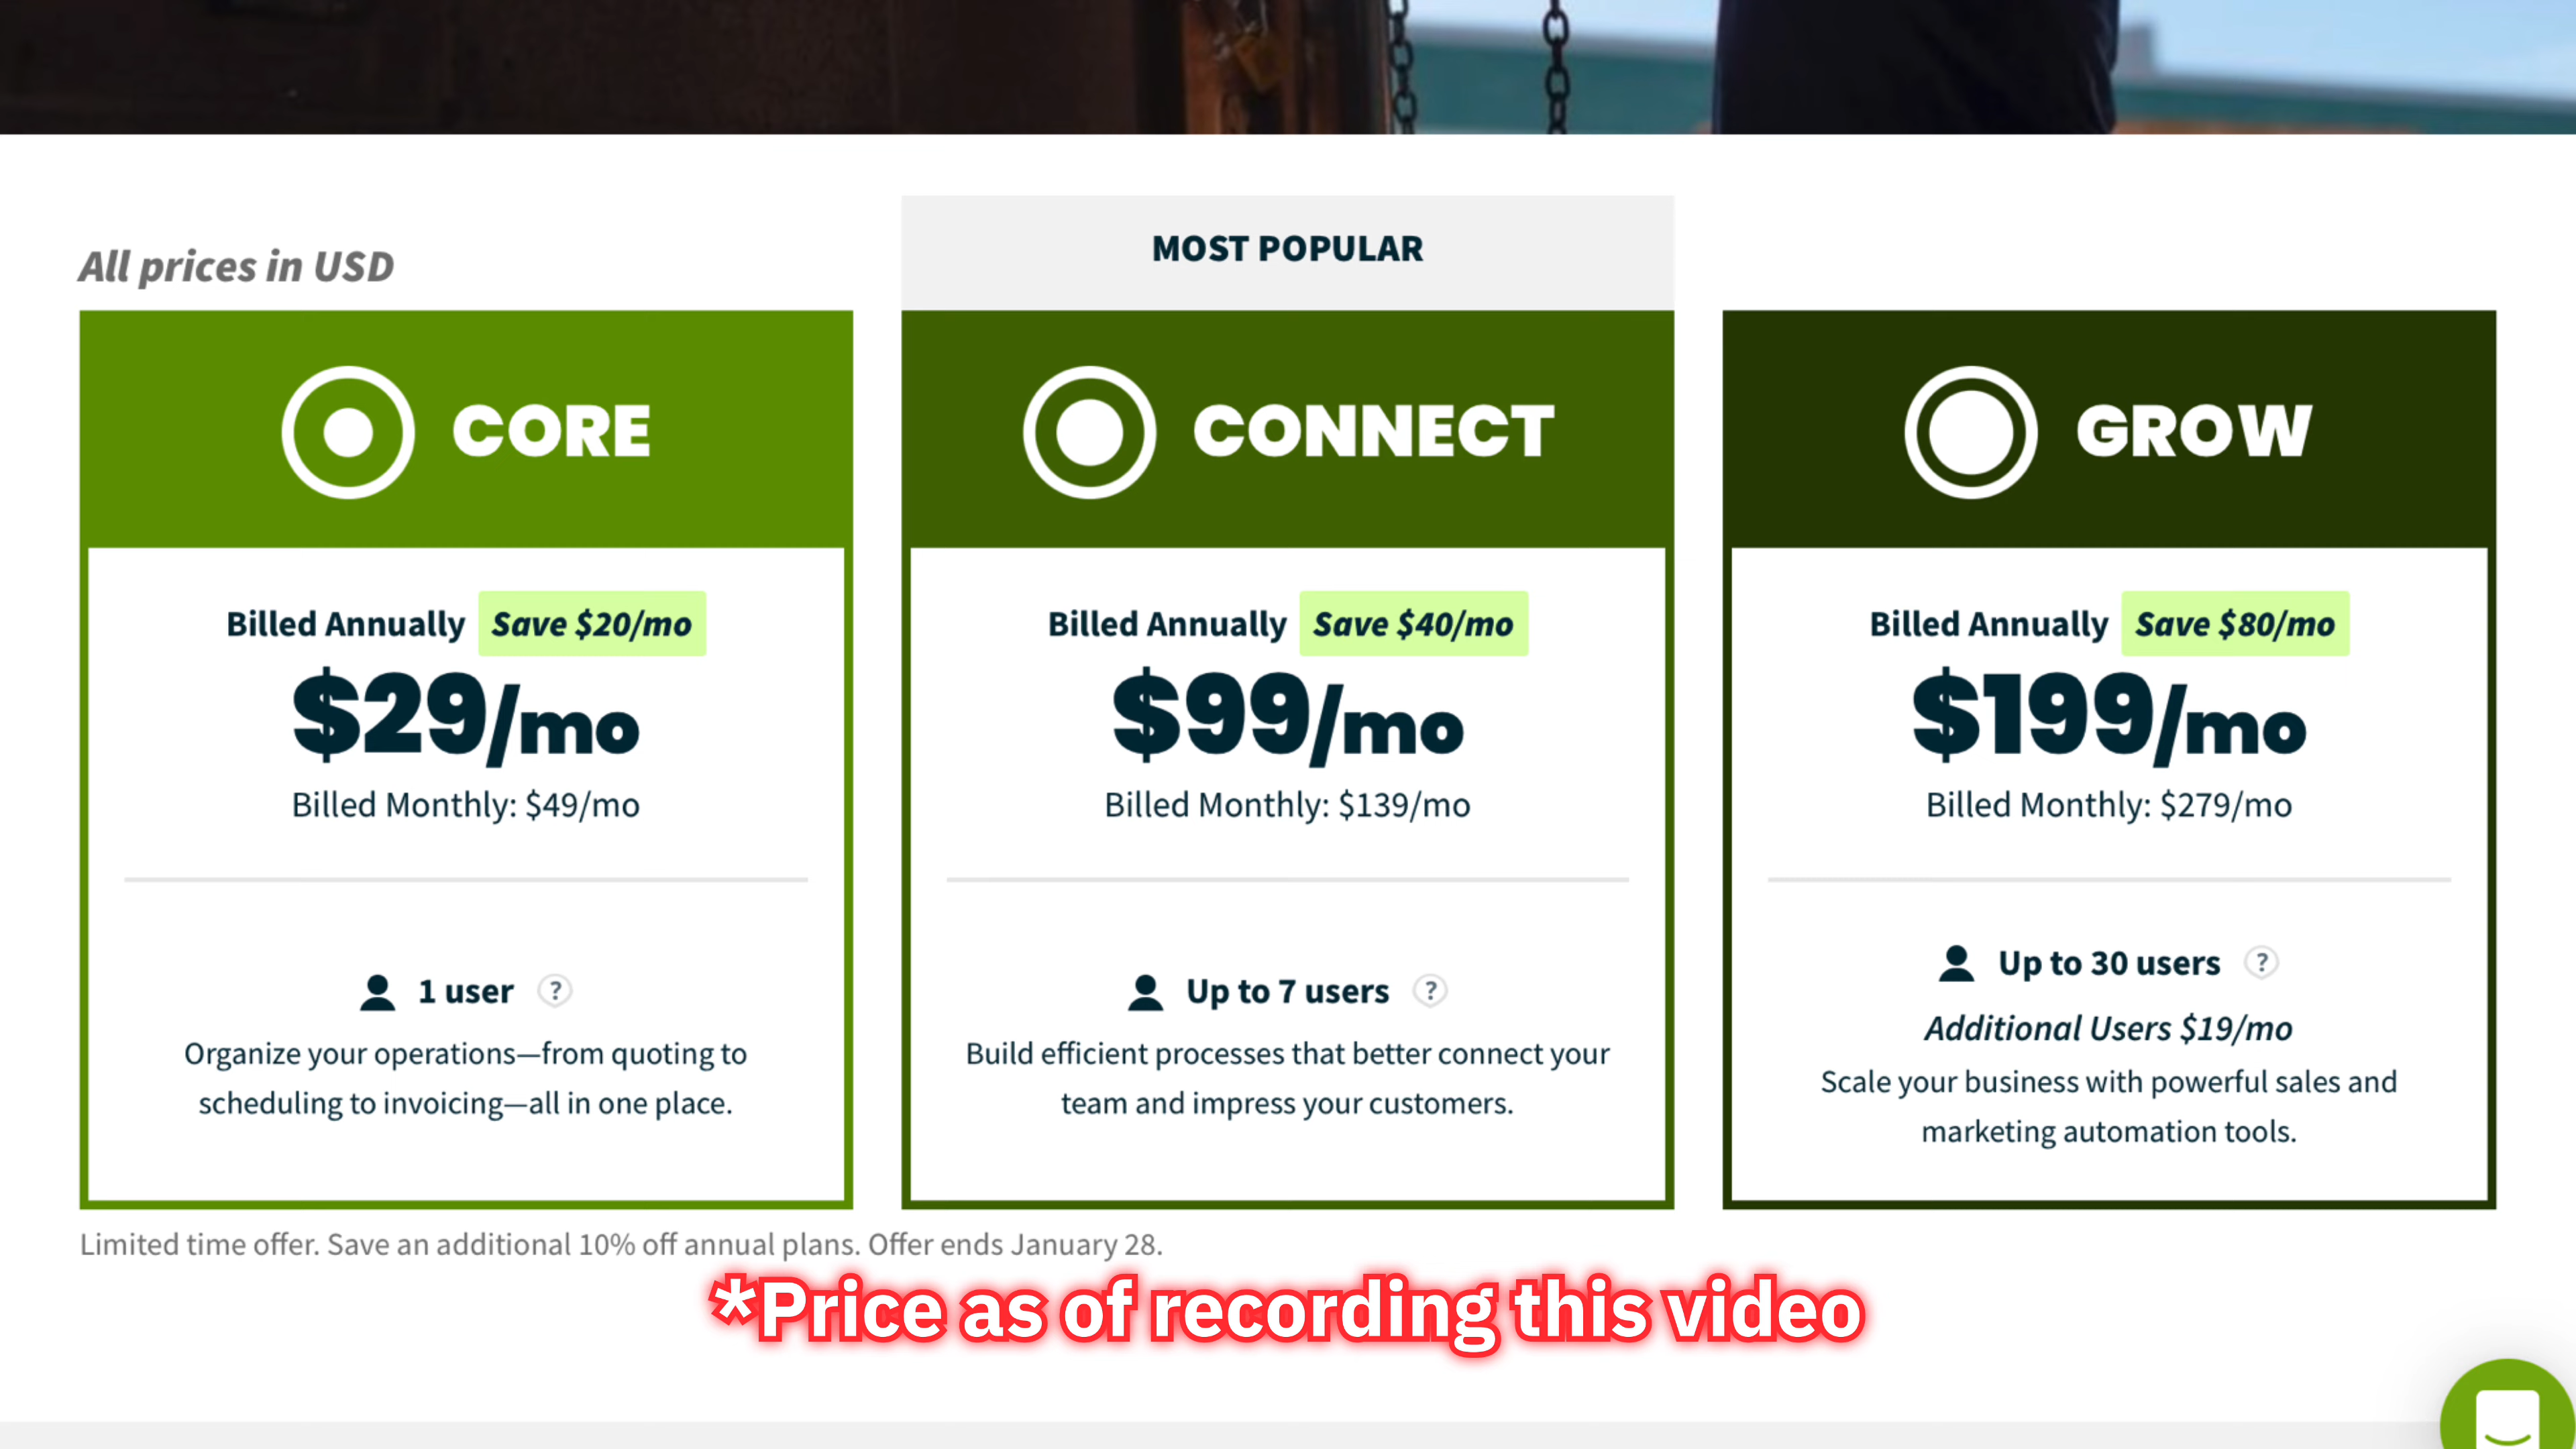 All prices in USD
MOST POPULAR
CORE
Billed Annually Save $20/mo
$29/mo
Billed Monthly: $49/mo
1 user ?
Organize your operations—from quoting to
scheduling to invoicing—all in one place.
CONNECT
Billed Annually Save $40/mo
$99/mo
Billed Monthly: $139/mo
Up to 7 users ?
Build efficient processes that better connect your
team and impress your customers.
GROW
Billed Annually Save $80/mo
$199/mo
Billed Monthly: $279/mo
Up to 30 users ?
Additional Users $19/mo
Scale your business with powerful sales and
marketing automation tools.
Limited time offer. Save an additional 10% off annual plans. Offer ends January 28.
*Price as of recording this video